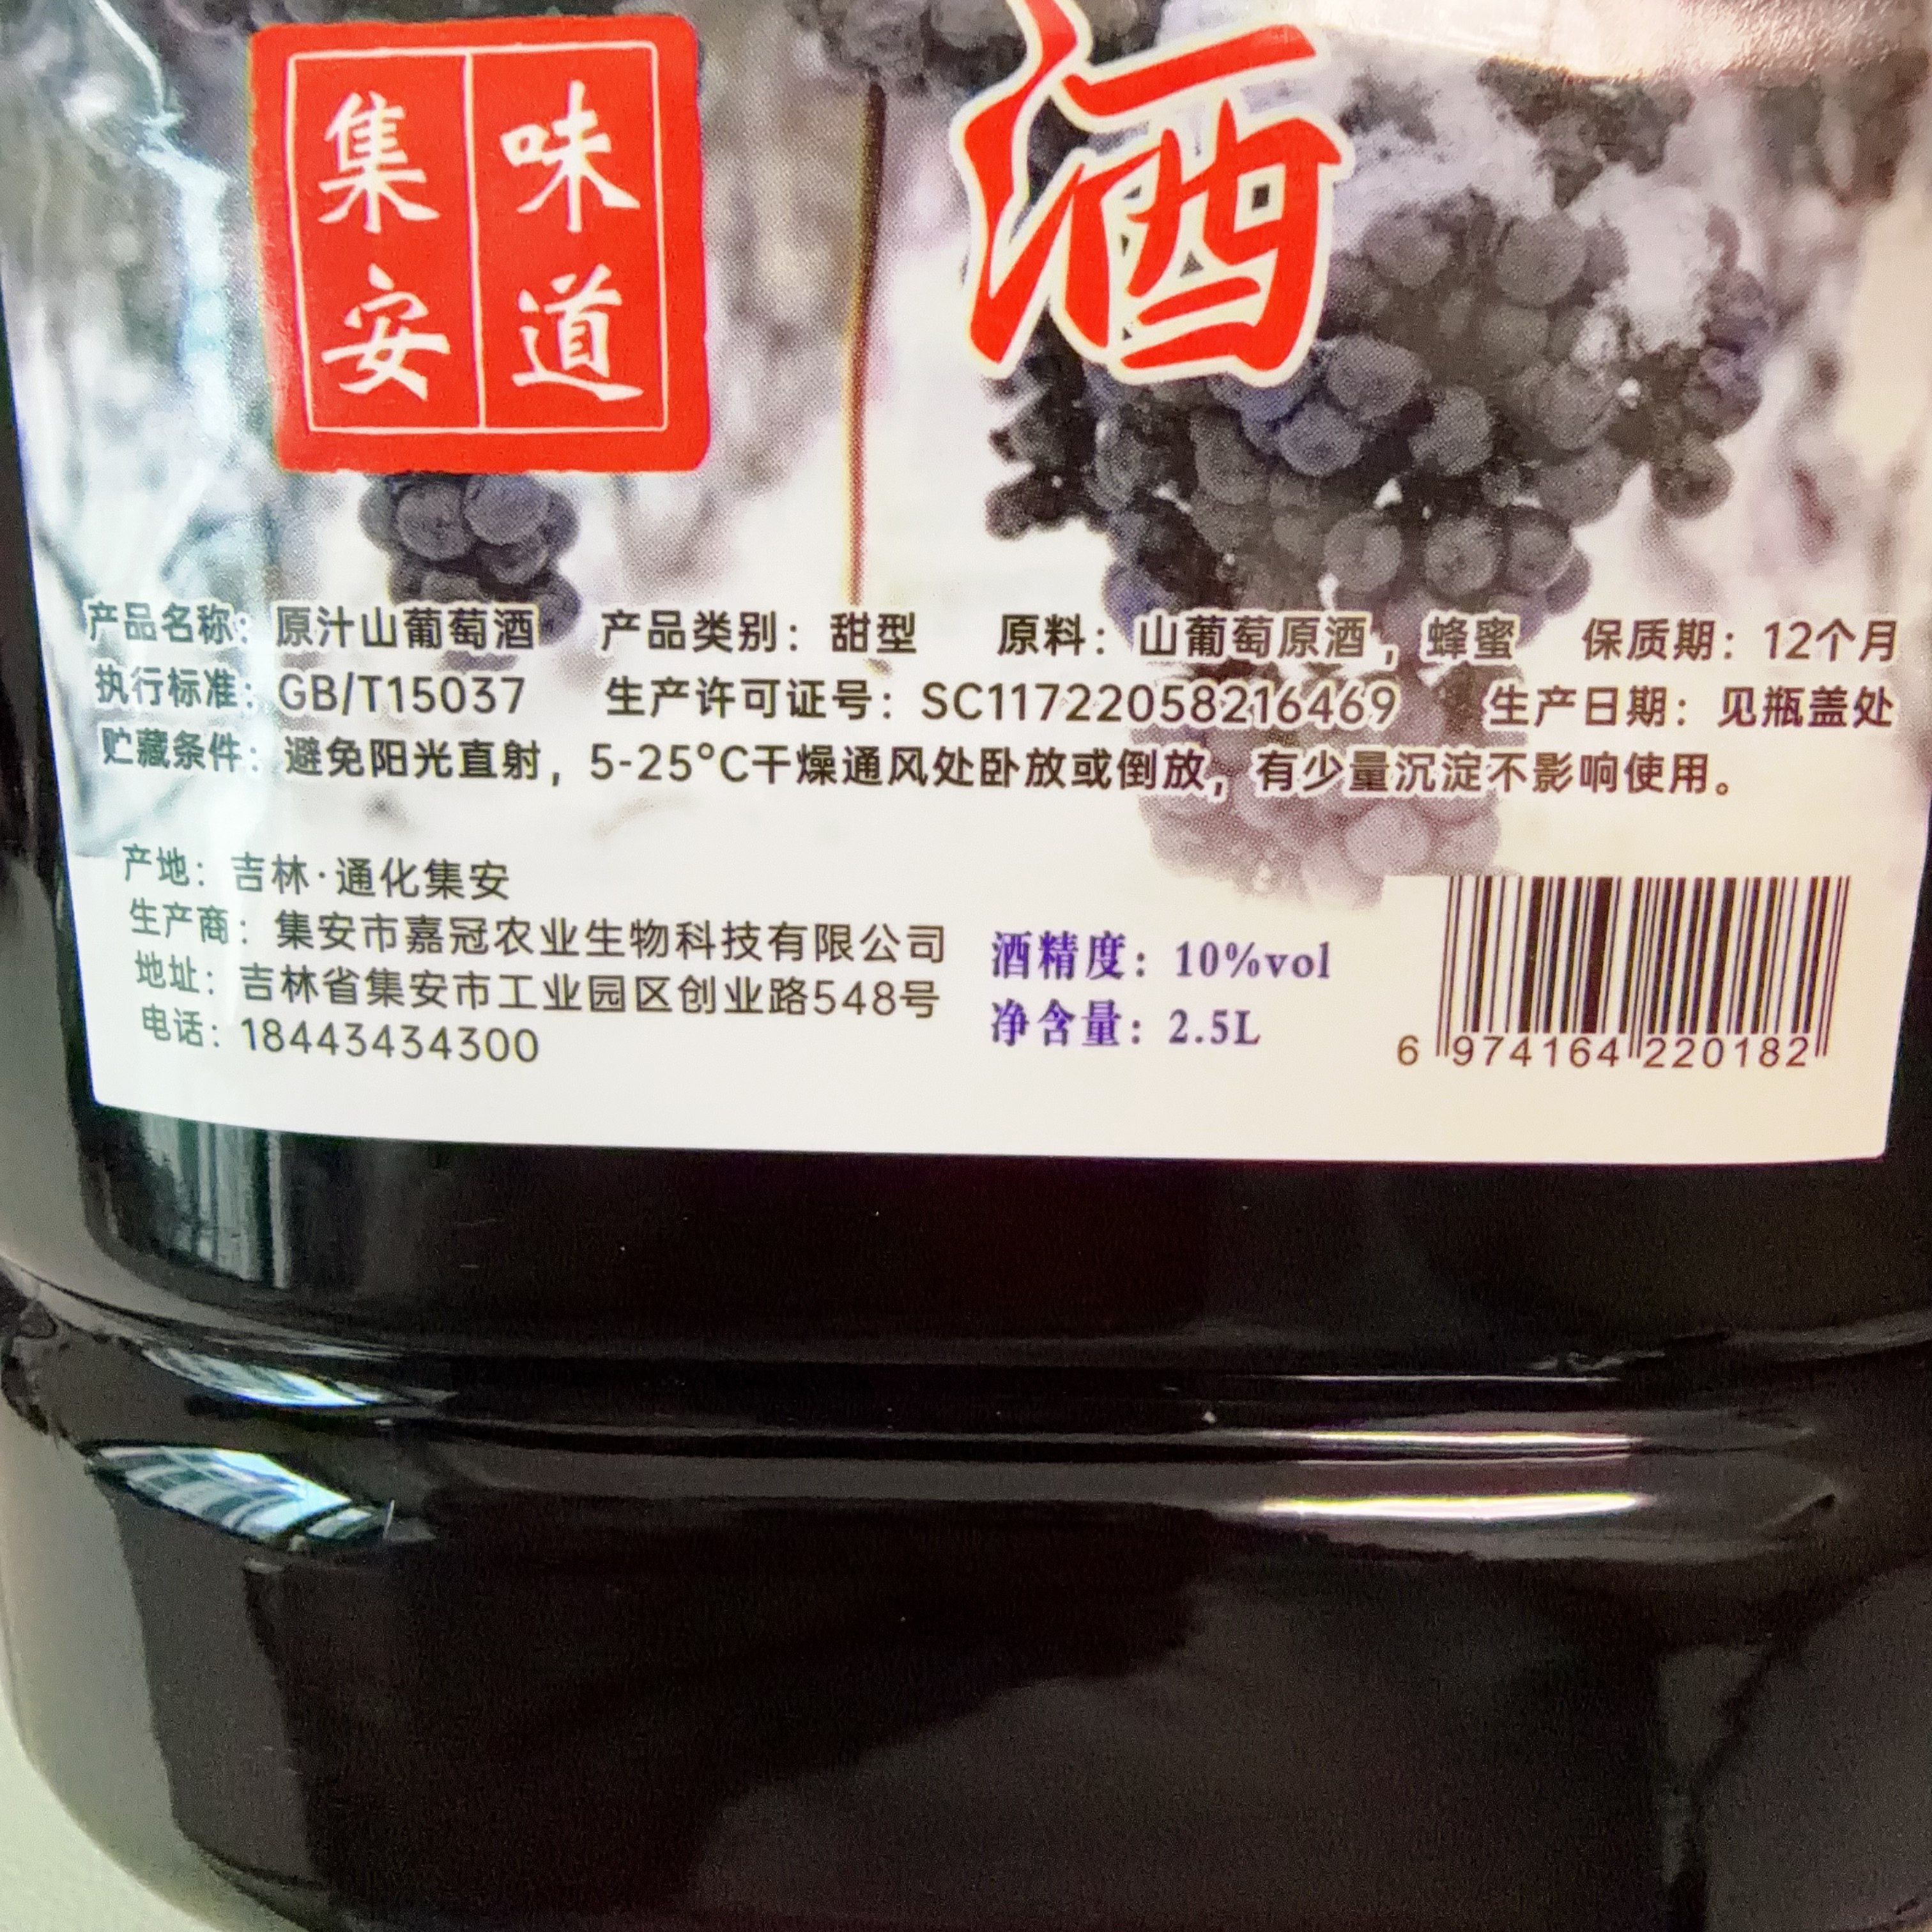 集安
味道
酒
产品名称：原汁山葡萄酒 产品类别：甜型 原料：山葡萄原酒，蜂蜜 保质期：12个月
执行标准：GB/T15037 生产许可证号：SC11722058216469 生产日期：见瓶盖处
贮藏条件：避免阳光直射，5-25°C干燥通风处卧放或倒放，有少量沉淀不影响使用。
产地：吉林·通化集安
生产商：集安市嘉冠农业生物科技有限公司
地址：吉林省集安市工业园区创业路548号
电话：18443434300
酒精度：10%vol
净含量：2.5L
6 974164 220182